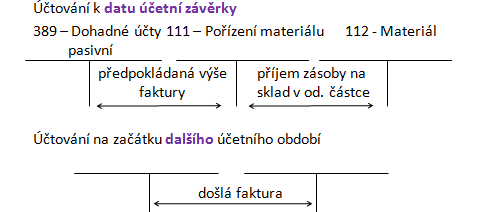 Účtování k datu účetní závěrky
389 – Dohadné účty 111 – Pořízení materiálu 112 - Materiál
pasivní
předpokládaná výše příjem zásoby na
faktury sklad v od. částce
Účtování na začátku dalšího účetního období
došlá faktura